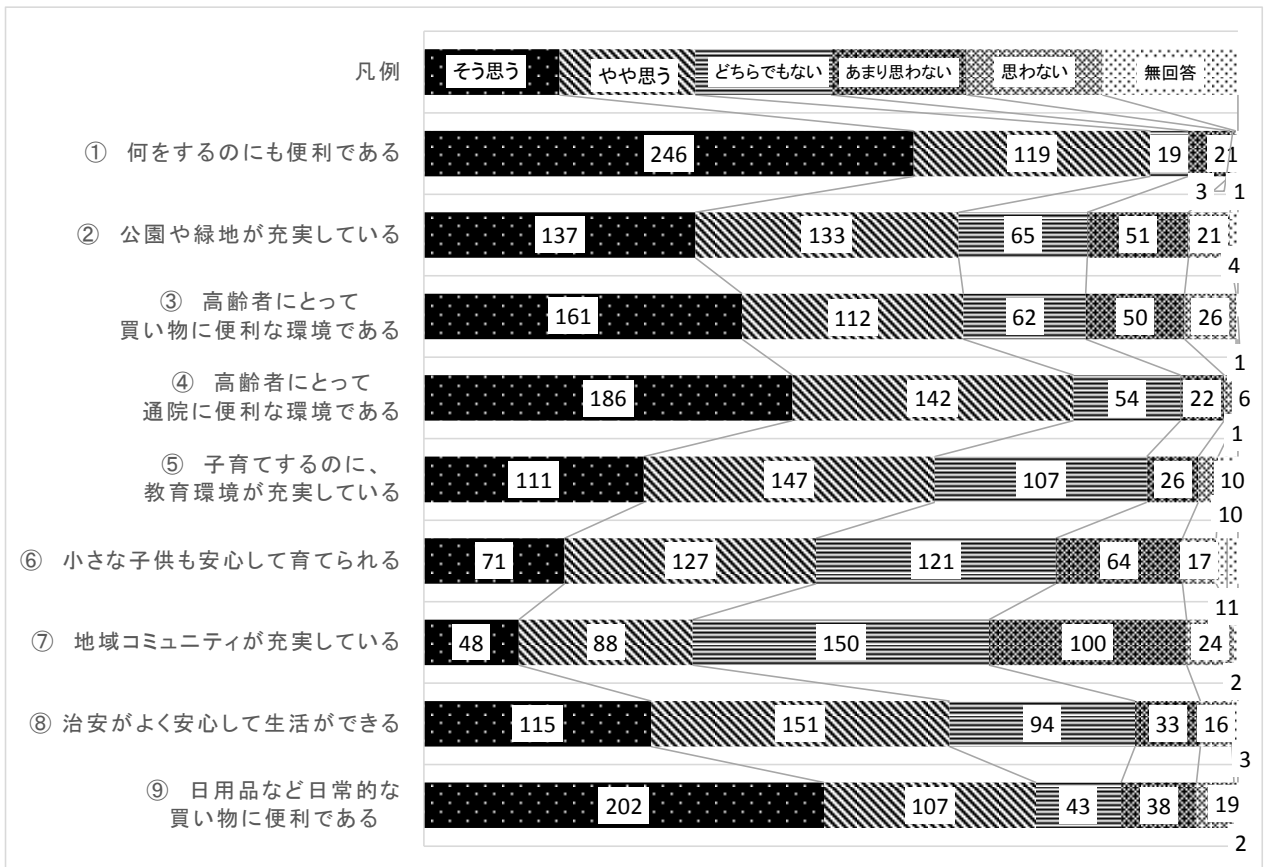 凡例
そう思う やや思う どちらでもない あまり思わない 思わない 無回答
① 何をするのにも便利である
246 119 19 21
3 1
② 公園や緑地が充実している
137 133 65 51 21
4
③ 高齢者にとって
買い物に便利な環境である
161 112 62 50 26
1
④ 高齢者にとって
通院に便利な環境である
186 142 54 22 6
1
⑤ 子育てするのに、
教育環境が充実している
111 147 107 26 10
10
⑥ 小さな子供も安心して育てられる
71 127 121 64 17
11
⑦ 地域コミュニティが充実している
48 88 150 100 24
2
⑧ 治安がよく安心して生活ができる
115 151 94 33 16
3
⑨ 日用品など日常的な
買い物に便利である
202 107 43 38 19
2